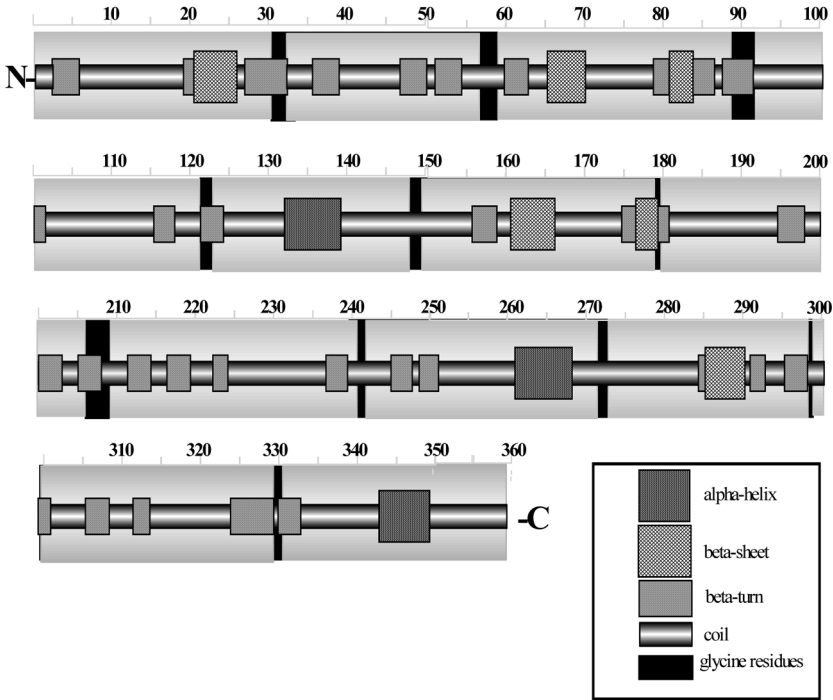 10 20 30 40 50 60 70 80 90 100
N-
110 120 130 140 150 160 170 180 190 200
210 220 230 240 250 260 270 280 290 300
310 320 330 340 350 360
-C
alpha-helix
beta-sheet
beta-turn
coil
glycine residues